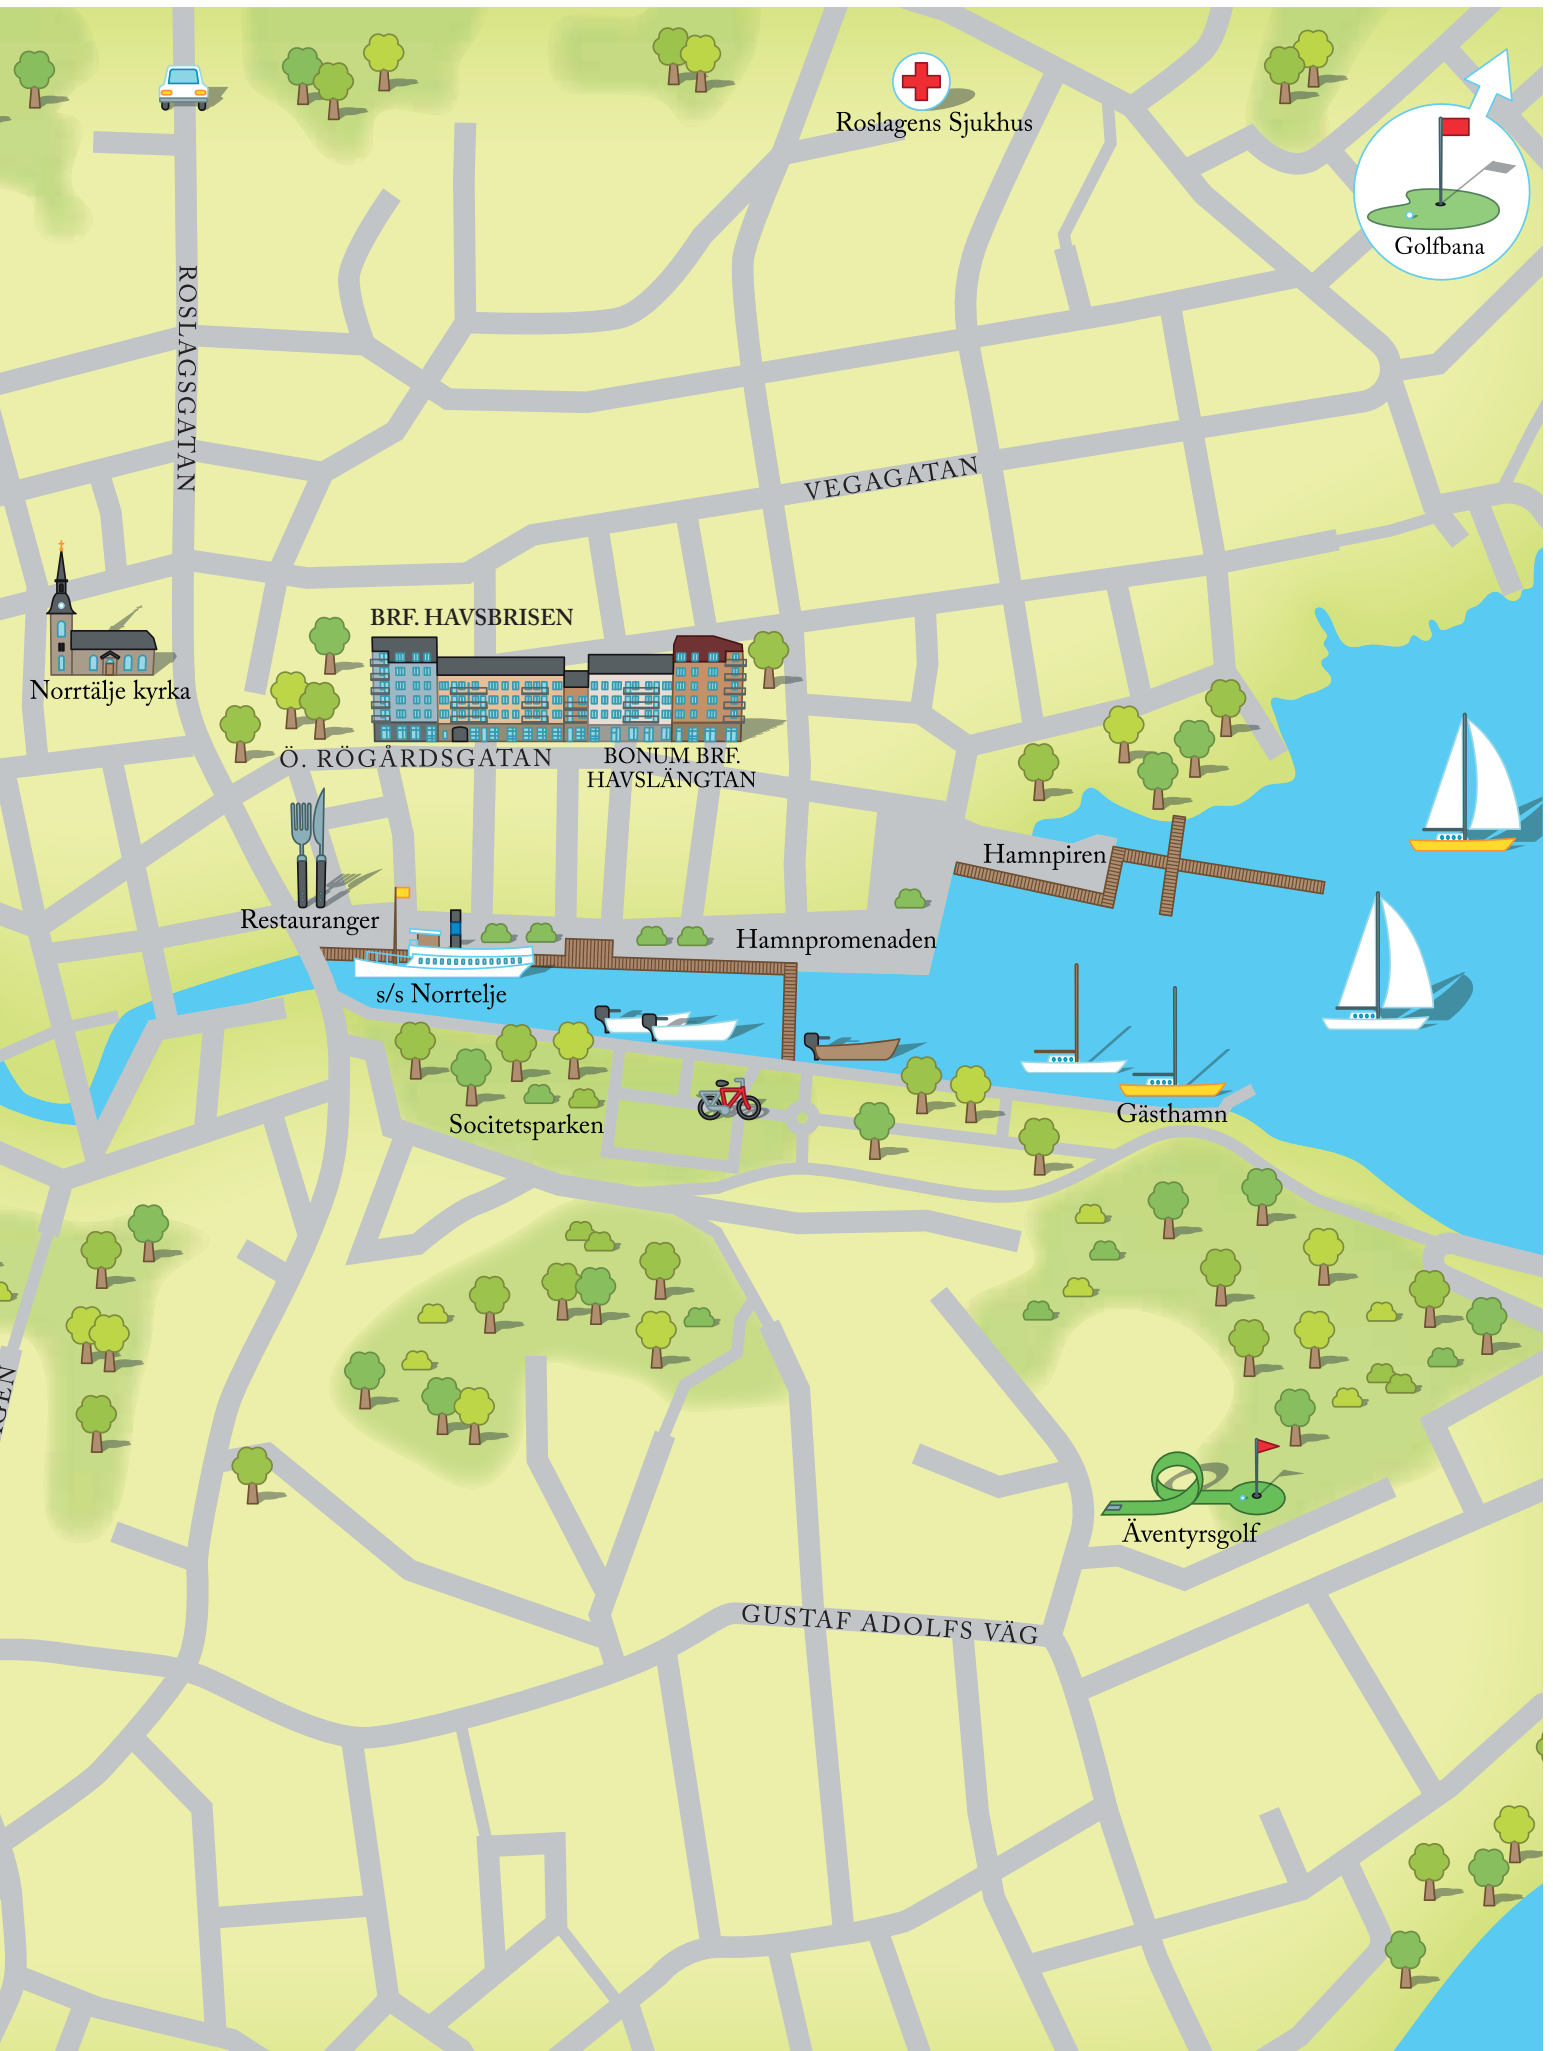 Roslagens Sjukhus
Golfbana
ROSLAGSGATAN
VEGAGATAN
BRF. HAVSBRISEN
Norrtälje kyrka
Ö. RÖGÅRDSGATAN
BONUM BRF.
HAVSLÄNGTAN
Hamnpiren
Restauranger
Hamnpromenaden
s/s Norrtelje
Gästhamn
Socitetsparken
IGEN
Äventyrsgolf
GUSTAF ADOLFS VÄG